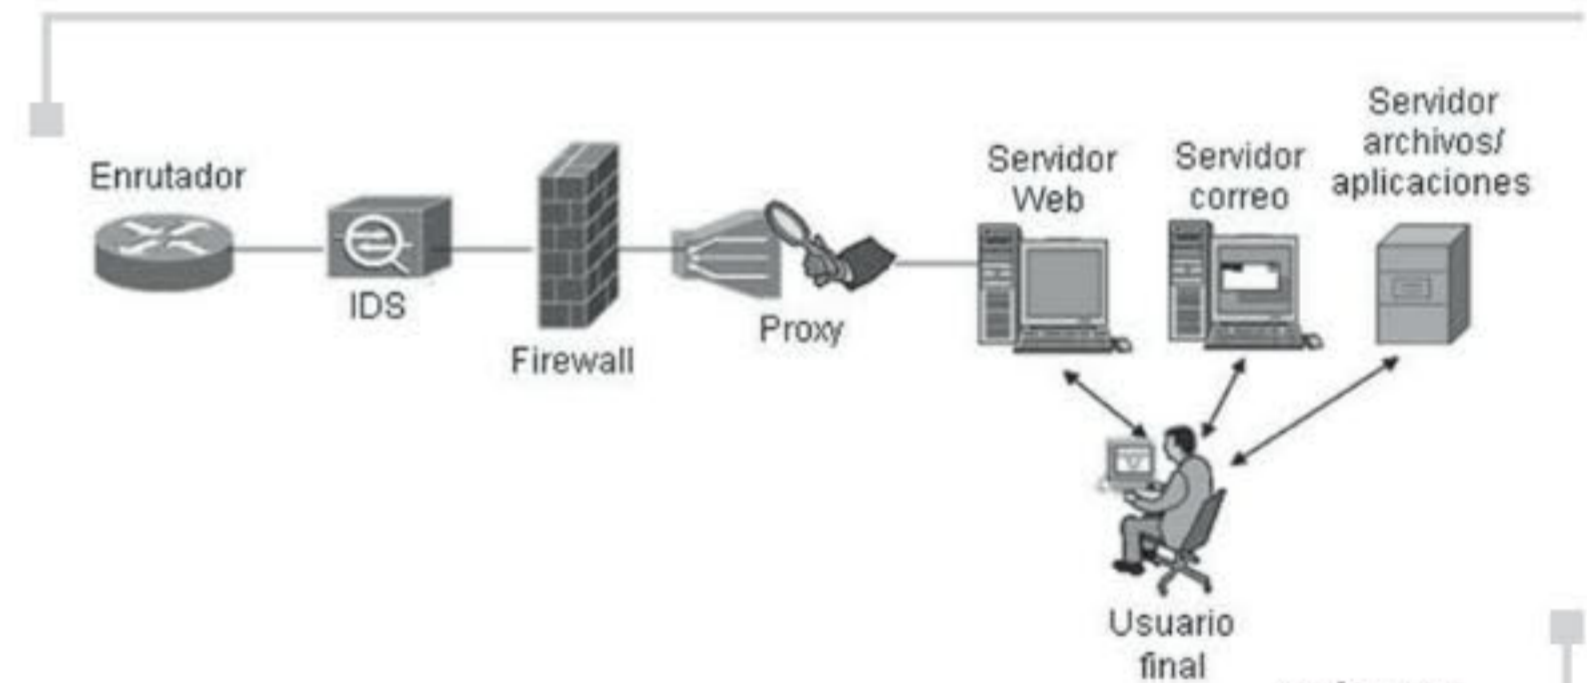 Enrutador
IDS
Firewall
Proxy
Servidor
Web
Servidor
correo
Servidor
archivos/
aplicaciones
Usuario
final